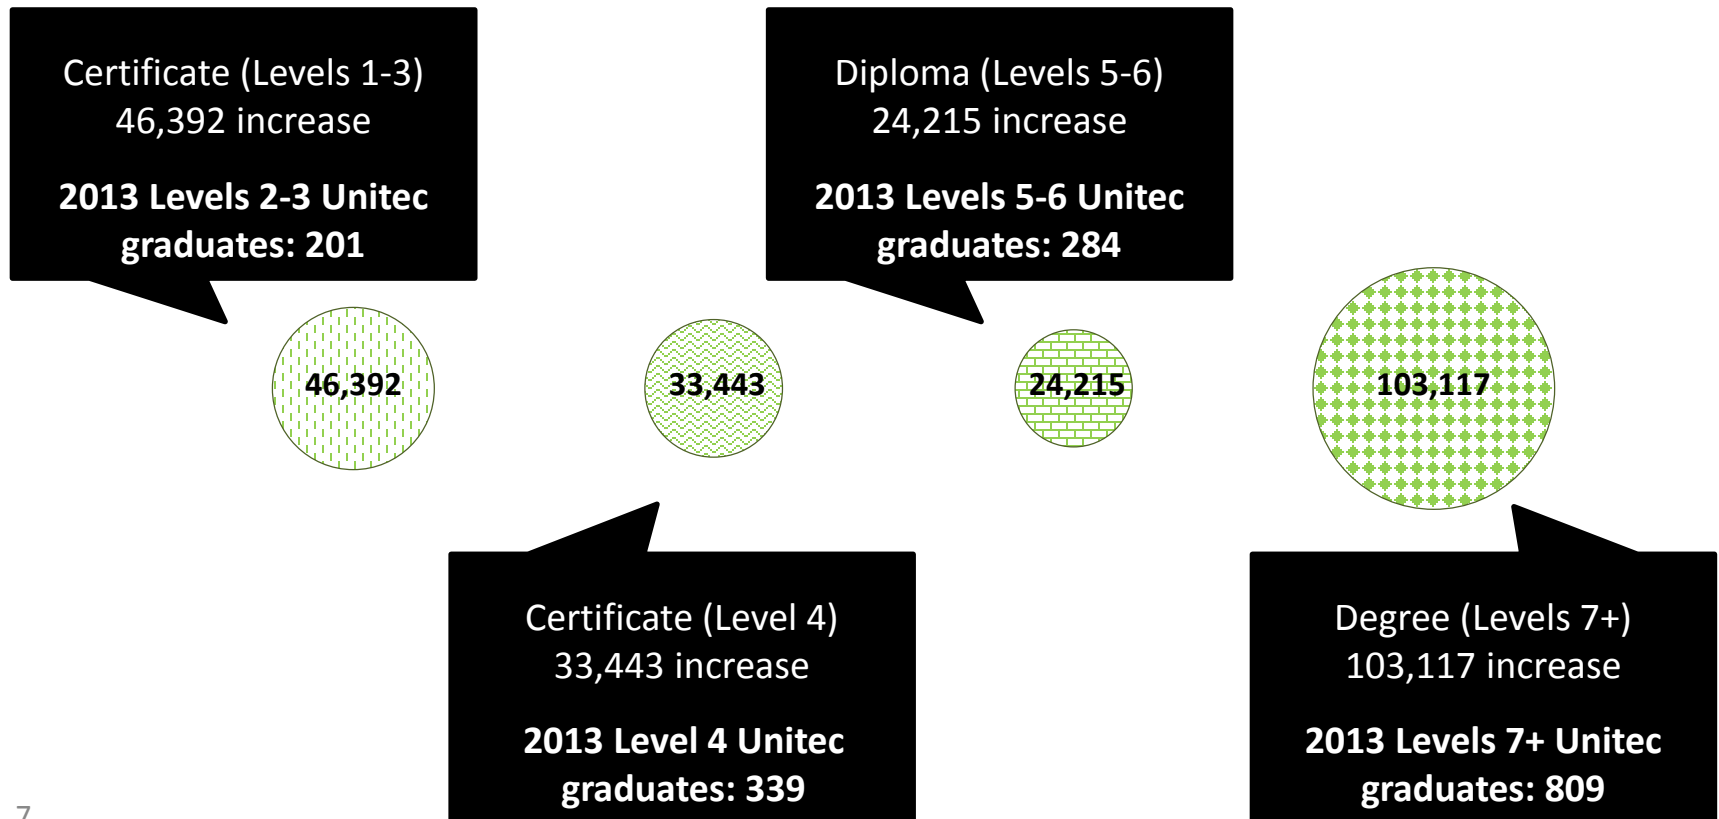 Certificate (Levels 1-3)
46,392 increase
2013 Levels 2-3 Unitec
graduates: 201
Diploma (Levels 5-6)
24,215 increase
2013 Levels 5-6 Unitec
graduates: 284
46,392
33,443
24,215
103,117
Certificate (Level 4)
33,443 increase
2013 Level 4 Unitec
graduates: 339
Degree (Levels 7+)
103,117 increase
2013 Levels 7+ Unitec
graduates: 809
7